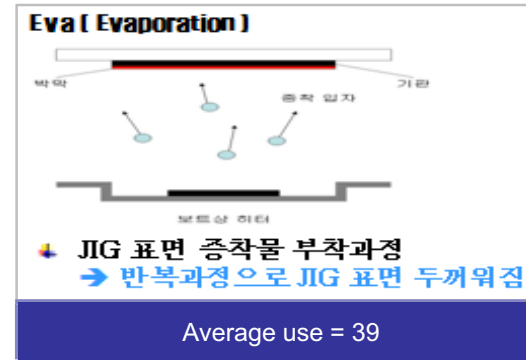 Eva ( Evaporation )
박막
기판
증착 입자
보트상 히터
JIG 표면 증착물 부착과정
➔ 반복과정으로 JIG 표면 두꺼워짐
Average use = 39